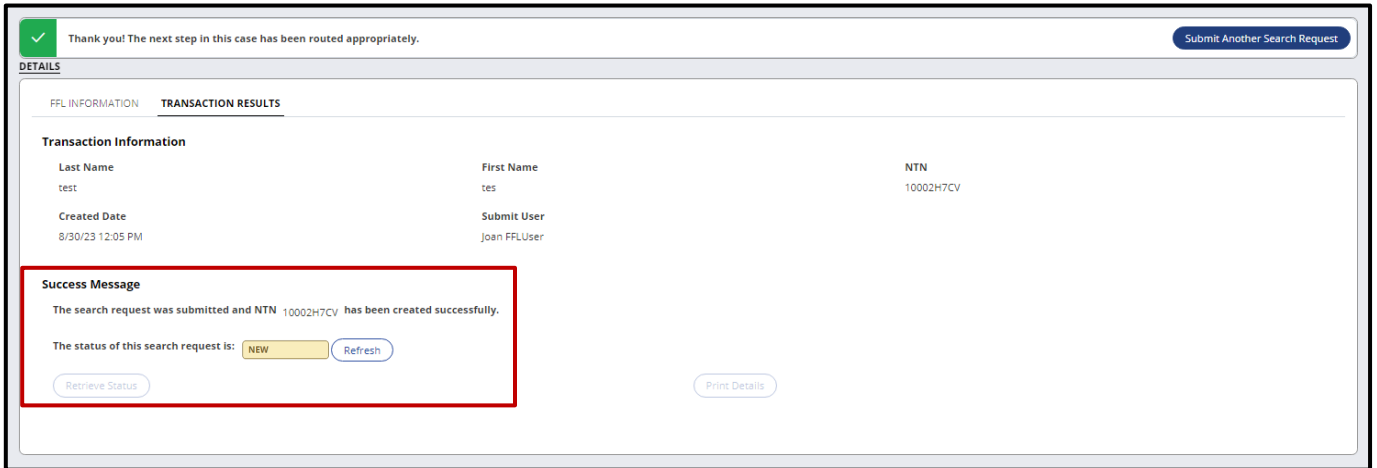 Thank you! The next step in this case has been routed appropriately.
Submit Another Search Request
DETAILS
FFL INFORMATION TRANSACTION RESULTS
Transaction Information
Last Name First Name NTN
test tes 10002H7CV
Created Date Submit User
8/30/23 12:05 PM Joan FFLUser
Success Message
The search request was submitted and NTN 10002H7CV has been created successfully.
The status of this search request is: NEW Refresh
Retrieve Status Print Details